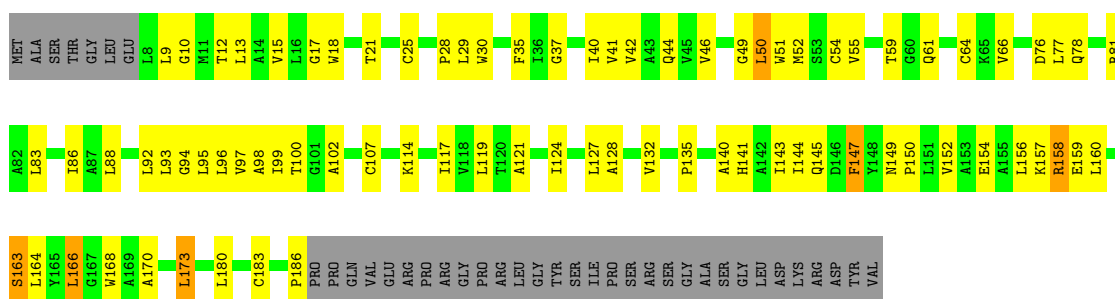 MET ALA SER THR GLY LEU GLU L8 L9 G10 M11 T12 L13 A14 V15 L16 G17 W18 T21 C25 P28 L29 W30 F35 I36 G37 I40 V41 V42 A43 Q44 V45 V46 G49 L50 W51 M52 S53 C54 V55 T59 G60 Q61 C64 K65 V66 D76 L77 Q78 R81
A82 L83 I86 A87 L88 L92 L93 G94 L95 L96 V97 A98 I99 T100 G101 A102 C107 K114 I117 V118 L119 T120 A121 I124 L127 A128 V132 P135 A140 H141 A142 I143 I144 Q145 D146 F147 Y148 N149 P150 L151 V152 A153 E154 A155 L156 K157 R158 E159 L160
S163 L164 Y165 L166 G167 W168 A169 A170 L173 L180 C183 P186 PRO PRO GLN VAL GLU ARG PRO ARG GLY PRO ARG LEU GLY TYR SER ILE PRO SER ARG SER GLY ALA SER GLY LEU ASP LYS ARG ASP TYR VAL